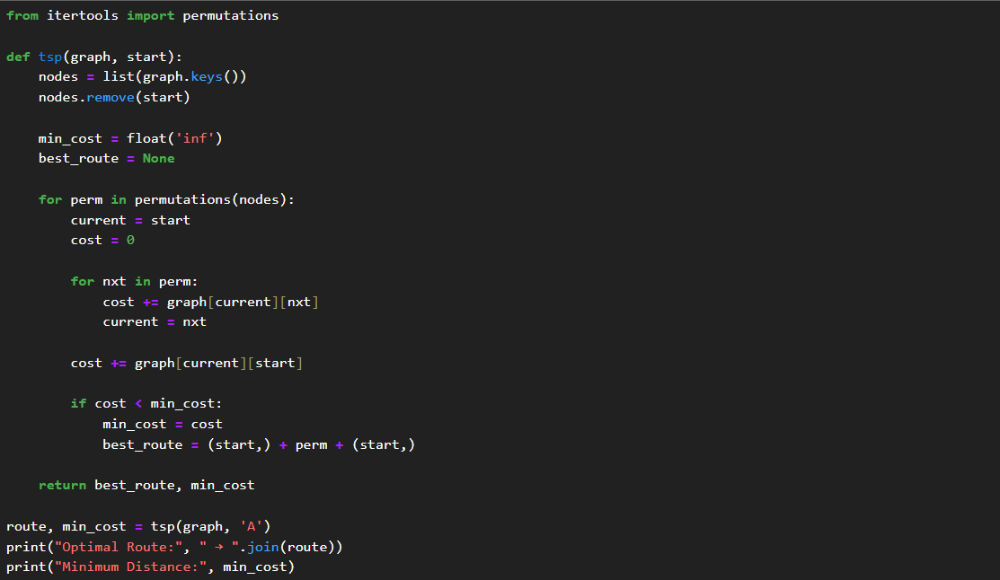 from itertools import permutations
def tsp(graph, start):
    nodes = list(graph.keys())
    nodes.remove(start)
    min_cost = float('inf')
    best_route = None
    for perm in permutations(nodes):
        current = start
        cost = 0
        for nxt in perm:
            cost += graph[current][nxt]
            current = nxt
        cost += graph[current][start]
        if cost < min_cost:
            min_cost = cost
            best_route = (start,) + perm + (start,)
    return best_route, min_cost
route, min_cost = tsp(graph, 'A')
print("Optimal Route:", " → ".join(route))
print("Minimum Distance:", min_cost)